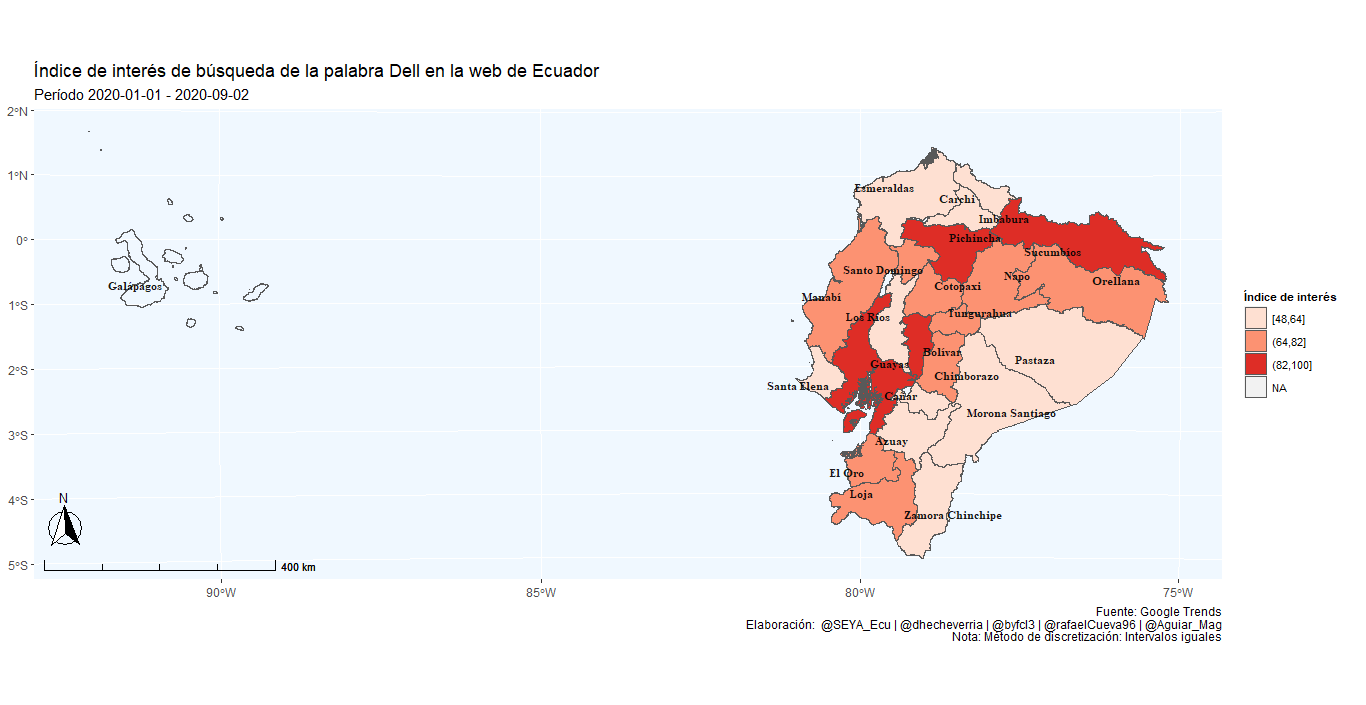 Índice de interés de búsqueda de la palabra Dell en la web de Ecuador
Período 2020-01-01 - 2020-09-02
2°N
1°N
0°
1°S
2°S
3°S
4°S
5°S
Galápagos
Esmeraldas
Carchi
Imbabura
Pichincha
Sucumbíos
Santo Domingo
Napo
Orellana
Cotopaxi
Manabí
Los Ríos
Tungurahua
Bolívar
Pastaza
Guayas
Chimborazo
Santa Elena
Cañar
Morona Santiago
Azuay
El Oro
Loja
Zamora Chinchipe
N
400 km
90°W
85°W
80°W
75°W
Índice de interés
[48,64]
(64,82]
(82,100]
NA
Fuente: Google Trends
Elaboración: @SEYA_Ecu | @dhecheverria | @byfcl3 | @rafaelCueva96 | @Aguiar_Mag
Nota: Método de discretización: Intervalos iguales